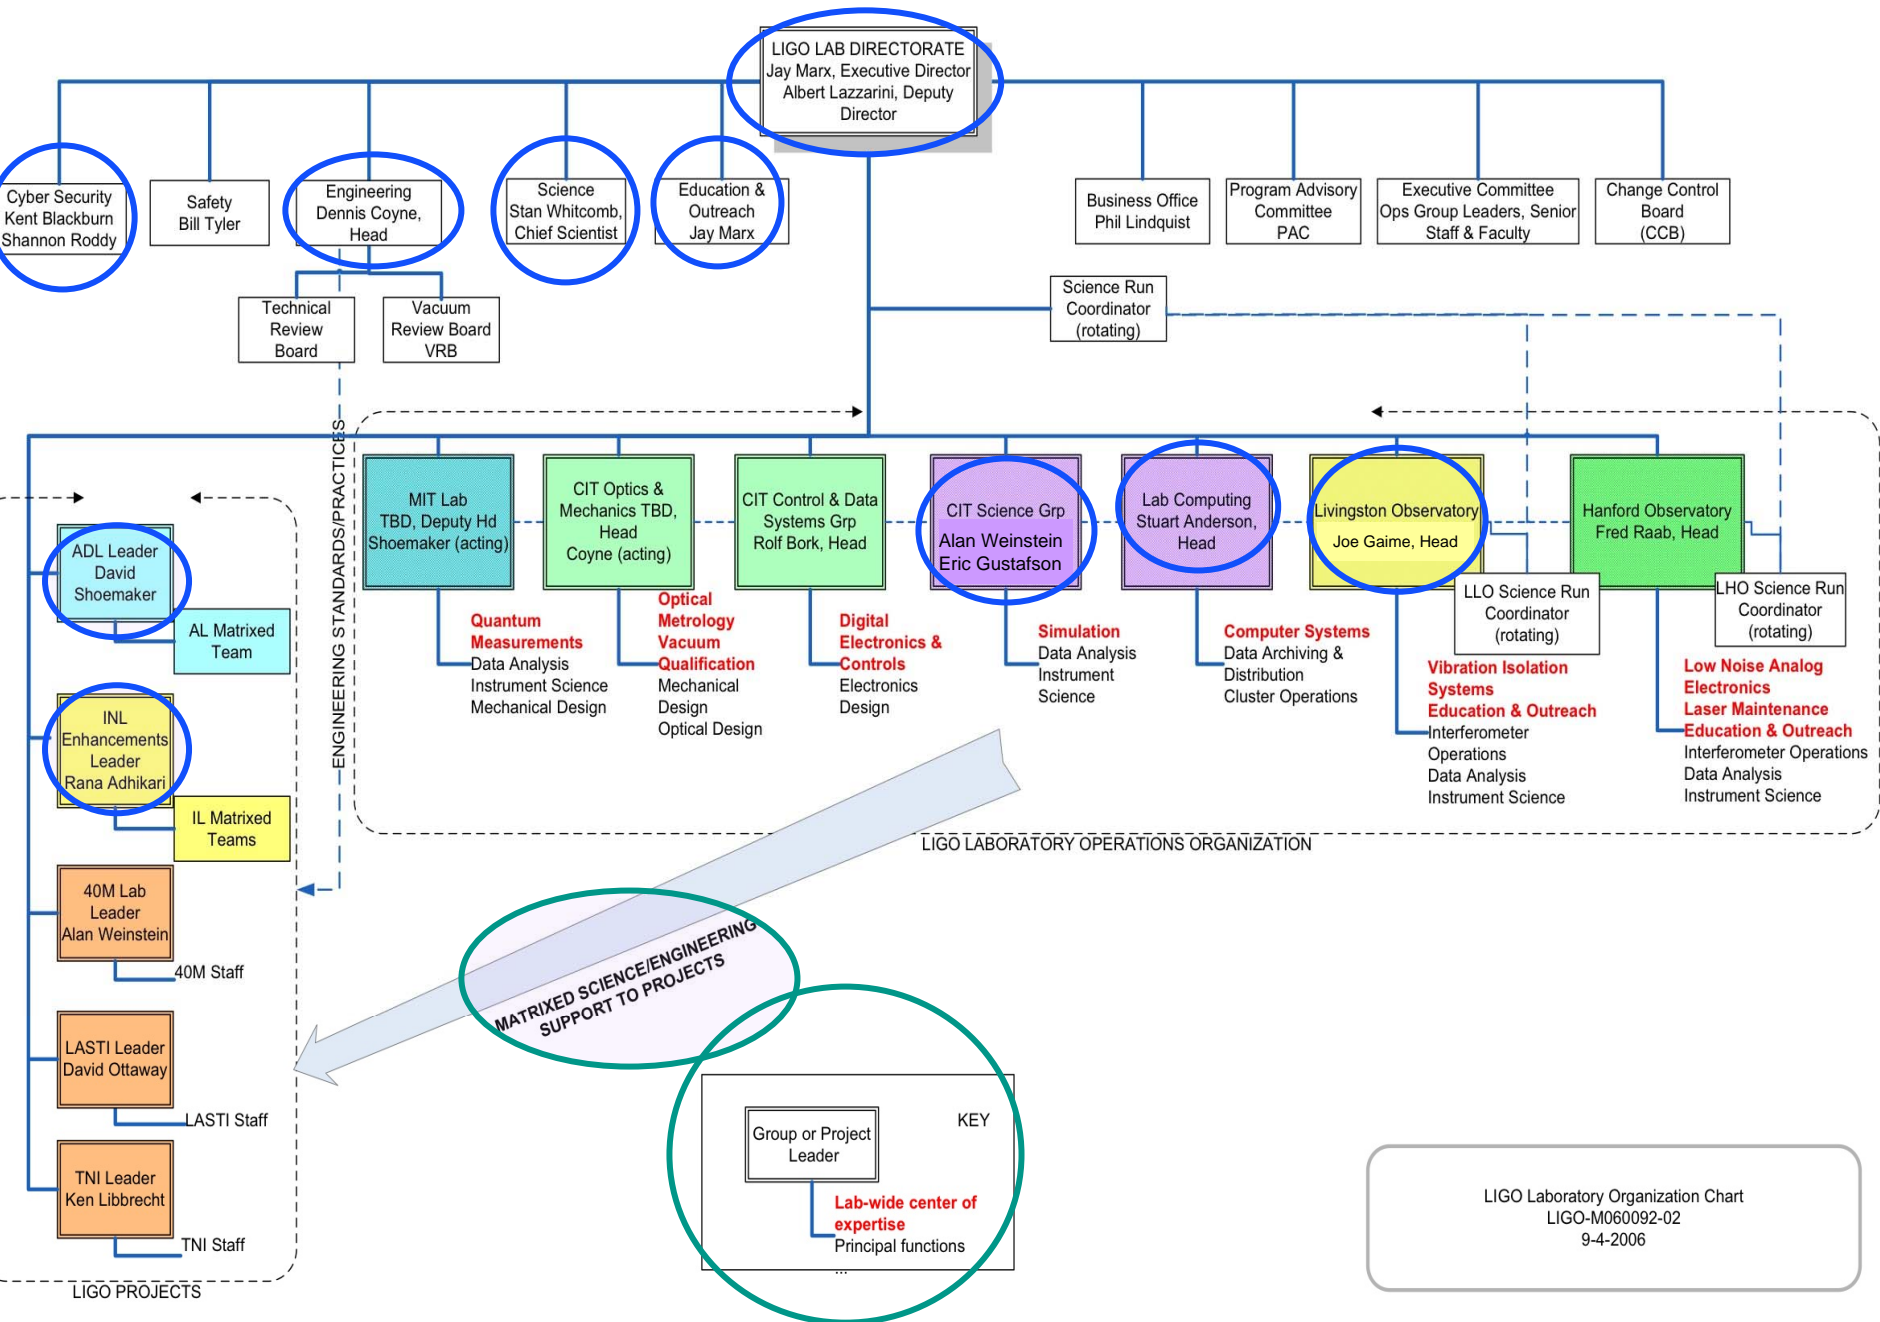 LIGO LAB DIRECTORATE
Jay Marx, Executive Director
Albert Lazzarini, Deputy
Director
Cyber Security
Kent Blackburn
Shannon Roddy
Safety
Bill Tyler
Engineering
Dennis Coyne,
Head
Science
Stan Whitcomb,
Chief Scientist
Education &
Outreach
Jay Marx
Business Office
Phil Lindquist
Program Advisory
Committee
PAC
Executive Committee
Ops Group Leaders, Senior
Staff & Faculty
Change Control
Board
(CCB)
Technical
Review
Board
Vacuum
Review Board
VRB
Science Run
Coordinator
(rotating)
ENGINEERING STANDARDS/PRACTICES
MIT Lab
TBD, Deputy Hd
Shoemaker (acting)
CIT Optics &
Mechanics TBD,
Head
Coyne (acting)
CIT Control & Data
Systems Grp
Rolf Bork, Head
CIT Science Grp
Alan Weinstein
Eric Gustafson
Lab Computing
Stuart Anderson,
Head
Livingston Observatory
Joe Gaime, Head
Hanford Observatory
Fred Raab, Head
LLO Science Run
Coordinator
(rotating)
LHO Science Run
Coordinator
(rotating)
Quantum
Measurements
Data Analysis
Instrument Science
Mechanical Design
Optical
Metrology
Vacuum
Qualification
Mechanical
Design
Optical Design
Digital
Electronics &
Controls
Electronics
Design
Simulation
Data Analysis
Instrument
Science
Computer Systems
Data Archiving &
Distribution
Cluster Operations
Vibration Isolation
Systems
Education & Outreach
Interferometer
Operations
Data Analysis
Instrument Science
Low Noise Analog
Electronics
Laser Maintenance
Education & Outreach
Interferometer Operations
Data Analysis
Instrument Science
LIGO LABORATORY OPERATIONS ORGANIZATION
ADL Leader
David
Shoemaker
AL Matrixed
Team
INL
Enhancements
Leader
Rana Adhikari
IL Matrixed
Teams
40M Lab
Leader
Alan Weinstein
40M Staff
LASTI Leader
David Ottaway
LASTI Staff
TNI Leader
Ken Libbrecht
TNI Staff
LIGO PROJECTS
MATRIXED SCIENCE/ENGINEERING
SUPPORT TO PROJECTS
KEY
Group or Project
Leader
Lab-wide center of
expertise
Principal functions
...
LIGO Laboratory Organization Chart
LIGO-M060092-02
9-4-2006